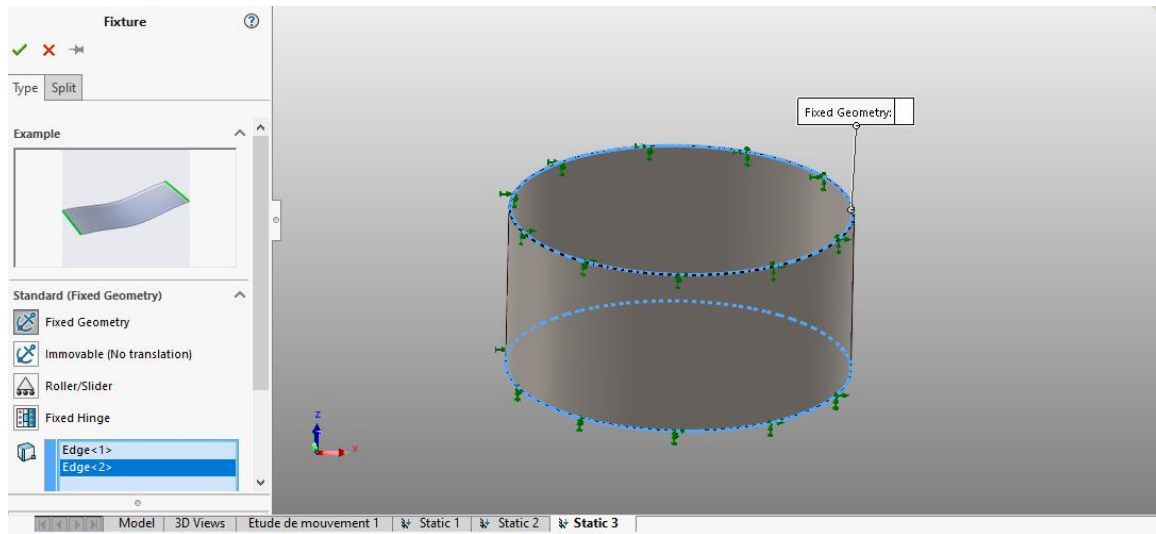 Fixture
Type Split
Example
Standard (Fixed Geometry)
Fixed Geometry
Immovable (No translation)
Roller/Slider
Fixed Hinge
Edge<1>
Edge<2>
Fixed Geometry:
z
x
Model 3D Views Etude de mouvement 1 Static 1 Static 2 Static 3